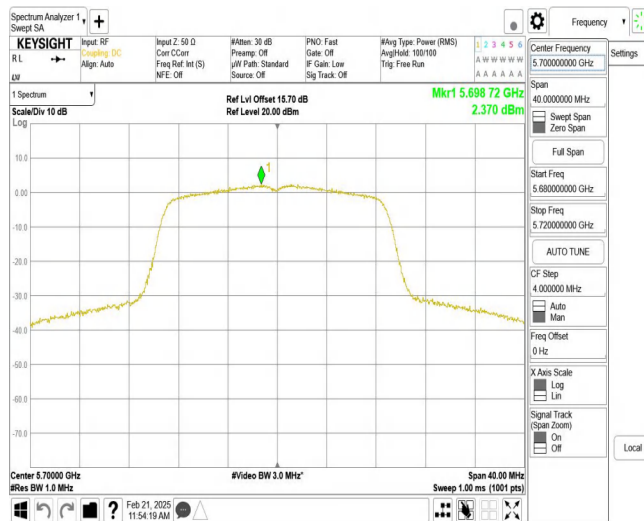 Spectrum Analyzer 1
Swept SA
+
Frequency
KEYSIGHT
RL
Input: RF
Coupling: DC
Align: Auto
Input Z: 50 Ω
Corr CCorr
Freq Ref: Int (S)
NFE: Off
#Atten: 30 dB
Preamp: Off
µW Path: Standard
Source: Off
PNO: Fast
Gate: Off
IF Gain: Low
Sig Track: Off
#Avg Type: Power (RMS)
Avg|Hold: 100/100
Trig: Free Run
1 2 3 4 5 6
A W W W W W
A A A A A A
1 Spectrum
Scale/Div 10 dB
Log
Ref Lvl Offset 15.70 dB
Ref Level 20.00 dBm
Mkr1 5.698 72 GHz
2.370 dBm
1
10.0
0.00
-10.0
-20.0
-30.0
-40.0
-50.0
-60.0
-70.0
Center 5.70000 GHz
#Res BW 1.0 MHz
#Video BW 3.0 MHz*
Span 40.00 MHz
Sweep 1.00 ms (1001 pts)
Center Frequency
5.700000000 GHz
Settings
Span
40.0000000 MHz
Swept Span
Zero Span
Full Span
Start Freq
5.680000000 GHz
Stop Freq
5.720000000 GHz
AUTO TUNE
CF Step
4.000000 MHz
Auto
Man
Freq Offset
0 Hz
X Axis Scale
Log
Lin
Signal Track
(Span Zoom)
On
Off
Local
?
Feb 21, 2025
11:54:19 AM